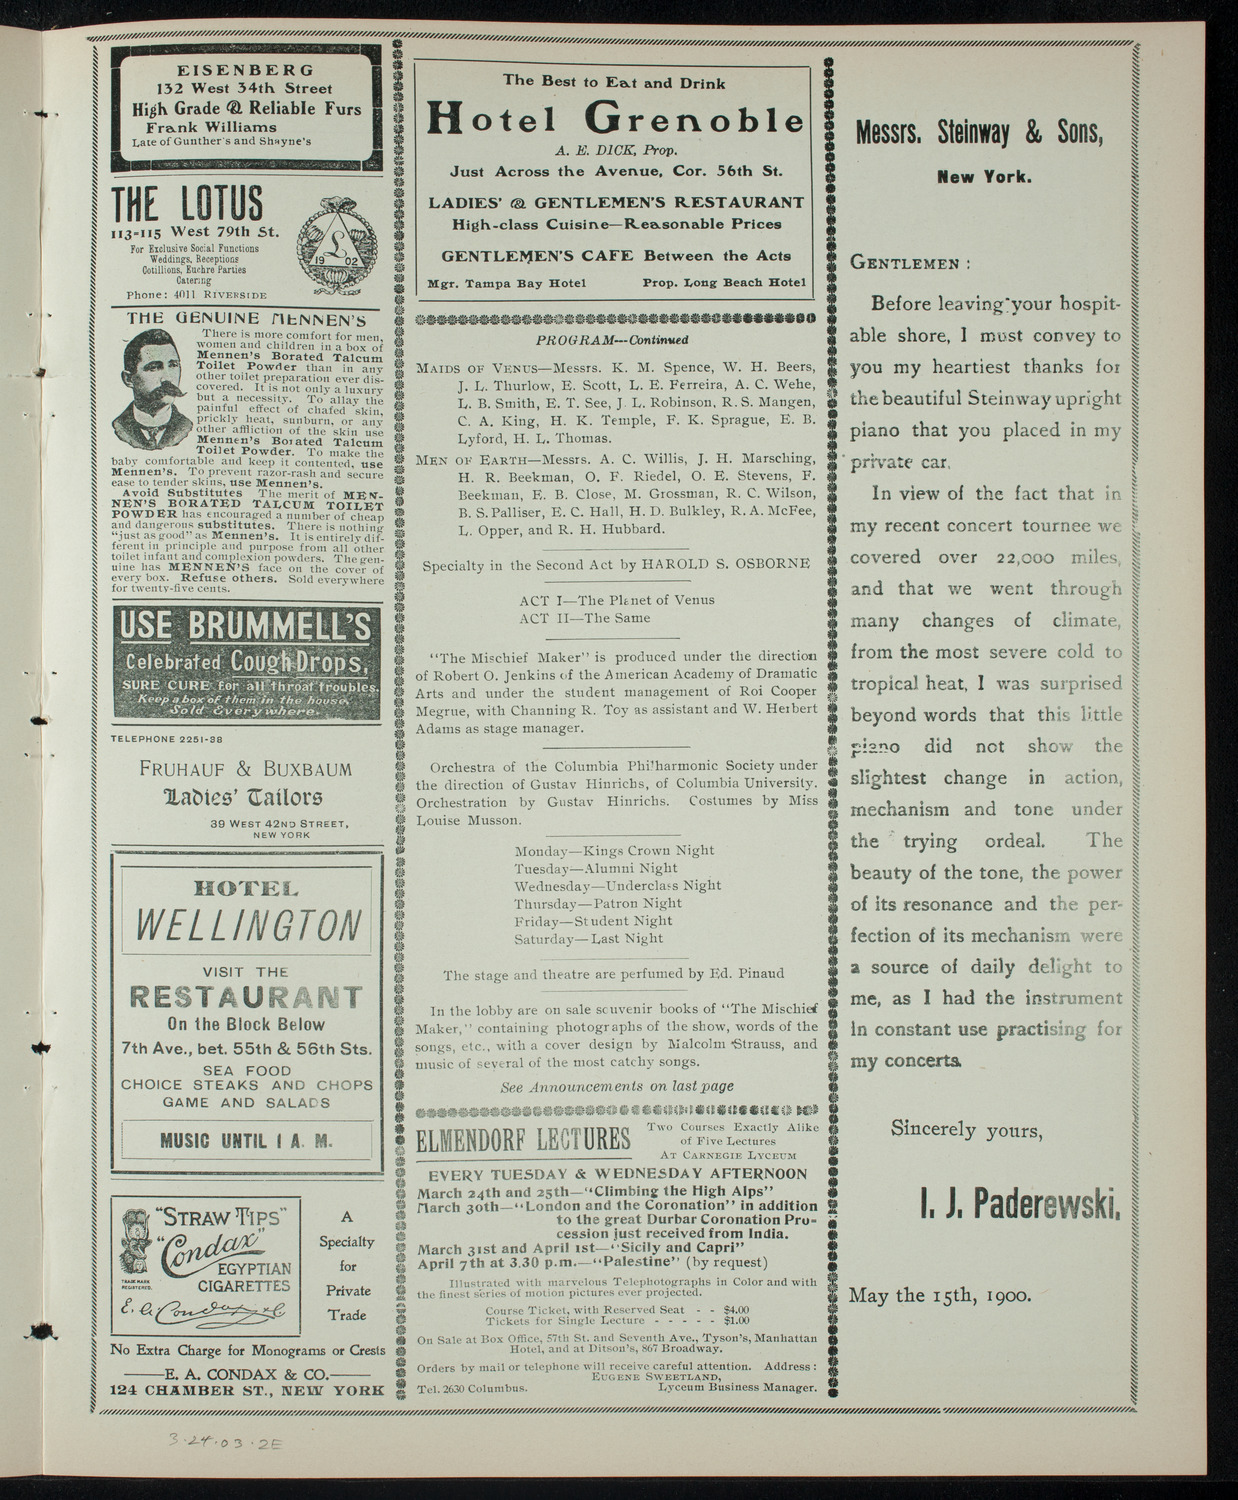 EISENBERG
132 West 34th Street
High Grade & Reliable Furs
Frank Williams
Late of Gunther's and Shayne's
THE LOTUS
113-115 West 79th St.
For Exclusive Social Functions
Weddings, Receptions
Cotillions, Euchre Parties
Catering
Phone: 4011 RIVERSIDE
L
19 02
THE GENUINE MENNEN'S
There is more comfort for men,
women and children in a box of
Mennen's Borated Talcum
Toilet Powder than in any
other toilet preparation ever dis-
covered. It is not only a luxury
but a necessity. To allay the
painful effect of chafed skin,
prickly heat, sunburn, or any
other affliction of the skin use
Mennen's Borated Talcum
Toilet Powder. To make the
baby comfortable and keep it contented, use
Mennen's. To prevent razor-rash and secure
ease to tender skins, use Mennen's.
Avoid Substitutes The merit of MEN-
NEN'S BORATED TALCUM TOILET
POWDER has encouraged a number of cheap
and dangerous substitutes. There is nothing
"just as good" as Mennen's. It is entirely dif-
ferent in principle and purpose from all other
toilet infant and complexion powders. The gen-
uine has MENNEN'S face on the cover of
every box. Refuse others. Sold everywhere
for twenty-five cents.
USE BRUMMELL'S
Celebrated Cough Drops.
SURE CURE for all throat troubles.
Keep a box of them in the house.
Sold Everywhere.
TELEPHONE 2251-38
FRUHAUF & BUXBAUM
Ladies' Tailors
39 WEST 42ND STREET,
NEW YORK
HOTEL
WELLINGTON
VISIT THE
RESTAURANT
On the Block Below
7th Ave., bet. 55th & 56th Sts.
SEA FOOD
CHOICE STEAKS AND CHOPS
GAME AND SALADS
MUSIC UNTIL 1 A. M.
"STRAW TIPS"
"Condax"
EGYPTIAN
CIGARETTES
TRADE MARK
REGISTERED.
E. A. Condax & Co
A
Specialty
for
Private
Trade
No Extra Charge for Monograms or Crests
E. A. CONDAX & CO.
124 CHAMBER ST., NEW YORK
The Best to Eat and Drink
Hotel Grenoble
A. E. DICK, Prop.
Just Across the Avenue, Cor. 56th St.
LADIES' & GENTLEMEN'S RESTAURANT
High-class Cuisine—Reasonable Prices
GENTLEMEN'S CAFE Between the Acts
Mgr. Tampa Bay Hotel Prop. Long Beach Hotel
PROGRAM---Continued
MAIDS OF VENUS—Messrs. K. M. Spence, W. H. Beers,
J. L. Thurlow, E. Scott, L. E. Ferreira, A. C. Wehe,
L. B. Smith, E. T. See, J. L. Robinson, R. S. Mangen,
C. A. King, H. K. Temple, F. K. Sprague, E. B.
Lyford, H. L. Thomas.
MEN OF EARTH—Messrs. A. C. Willis, J. H. Marsching,
H. R. Beekman, O. F. Riedel, O. E. Stevens, F.
Beekman, E. B. Close, M. Grossman, R. C. Wilson,
B. S. Palliser, E. C. Hall, H. D. Bulkley, R. A. McFee,
L. Opper, and R. H. Hubbard.
Specialty in the Second Act by HAROLD S. OSBORNE
ACT I—The Planet of Venus
ACT II—The Same
"The Mischief Maker" is produced under the direction
of Robert O. Jenkins of the American Academy of Dramatic
Arts and under the student management of Roi Cooper
Megrue, with Channing R. Toy as assistant and W. Herbert
Adams as stage manager.
Orchestra of the Columbia Philharmonic Society under
the direction of Gustav Hinrichs, of Columbia University.
Orchestration by Gustav Hinrichs. Costumes by Miss
Louise Musson.
Monday—Kings Crown Night
Tuesday—Alumni Night
Wednesday—Underclass Night
Thursday—Patron Night
Friday—Student Night
Saturday—Last Night
The stage and theatre are perfumed by Ed. Pinaud
In the lobby are on sale souvenir books of "The Mischief
Maker," containing photographs of the show, words of the
songs, etc., with a cover design by Malcolm Strauss, and
music of several of the most catchy songs.
See Announcements on last page
ELMENDORF LECTURES
Two Courses Exactly Alike
of Five Lectures
AT CARNEGIE LYCEUM
EVERY TUESDAY & WEDNESDAY AFTERNOON
March 24th and 25th—"Climbing the High Alps"
March 30th—"London and the Coronation" in addition
to the great Durbar Coronation Pro-
cession just received from India.
March 31st and April 1st—"Sicily and Capri"
April 7th at 3.30 p.m.—"Palestine" (by request)
Illustrated with marvelous Telephotographs in Color and with
the finest series of motion pictures ever projected.
Course Ticket, with Reserved Seat - - $4.00
Tickets for Single Lecture - - - - - $1.00
On Sale at Box Office, 57th St. and Seventh Ave., Tyson's, Manhattan
Hotel, and at Ditson's, 867 Broadway.
Orders by mail or telephone will receive careful attention. Address:
EUGENE SWEETLAND,
Tel. 2630 Columbus. Lyceum Business Manager.
Messrs. Steinway & Sons,
New York.
GENTLEMEN:
Before leaving your hospit-
able shore, I must convey to
you my heartiest thanks for
the beautiful Steinway upright
piano that you placed in my
private car.
In view of the fact that in
my recent concert tournee we
covered over 22,000 miles,
and that we went through
many changes of climate,
from the most severe cold to
tropical heat, I was surprised
beyond words that this little
piano did not show the
slightest change in action,
mechanism and tone under
the trying ordeal. The
beauty of the tone, the power
of its resonance and the per-
fection of its mechanism were
a source of daily delight to
me, as I had the instrument
in constant use practising for
my concerts.
Sincerely yours,
I. J. Paderewski.
May the 15th, 1900.
3.24.03.2E